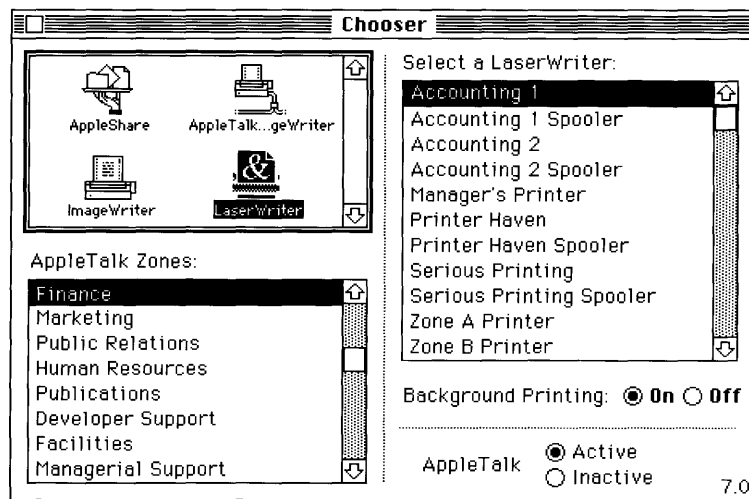 Chooser
AppleShare
AppleTalk...geWriter
ImageWriter
LaserWriter
AppleTalk Zones:
Finance
Marketing
Public Relations
Human Resources
Publications
Developer Support
Facilities
Managerial Support
Select a LaserWriter:
Accounting 1
Accounting 1 Spooler
Accounting 2
Accounting 2 Spooler
Manager's Printer
Printer Haven
Printer Haven Spooler
Serious Printing
Serious Printing Spooler
Zone A Printer
Zone B Printer
Background Printing: On Off
AppleTalk
Active
Inactive
7.0